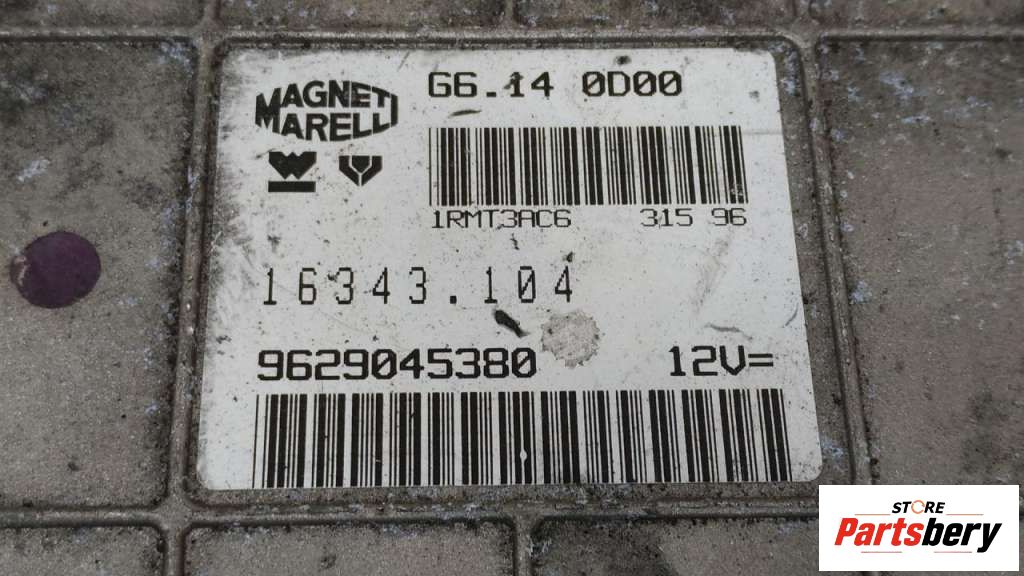 MAGNETI
MARELLI
G6.14 0D00
1RMT3AC6 315 96
16343.104
9629045380 12V=
STORE
Partsbery